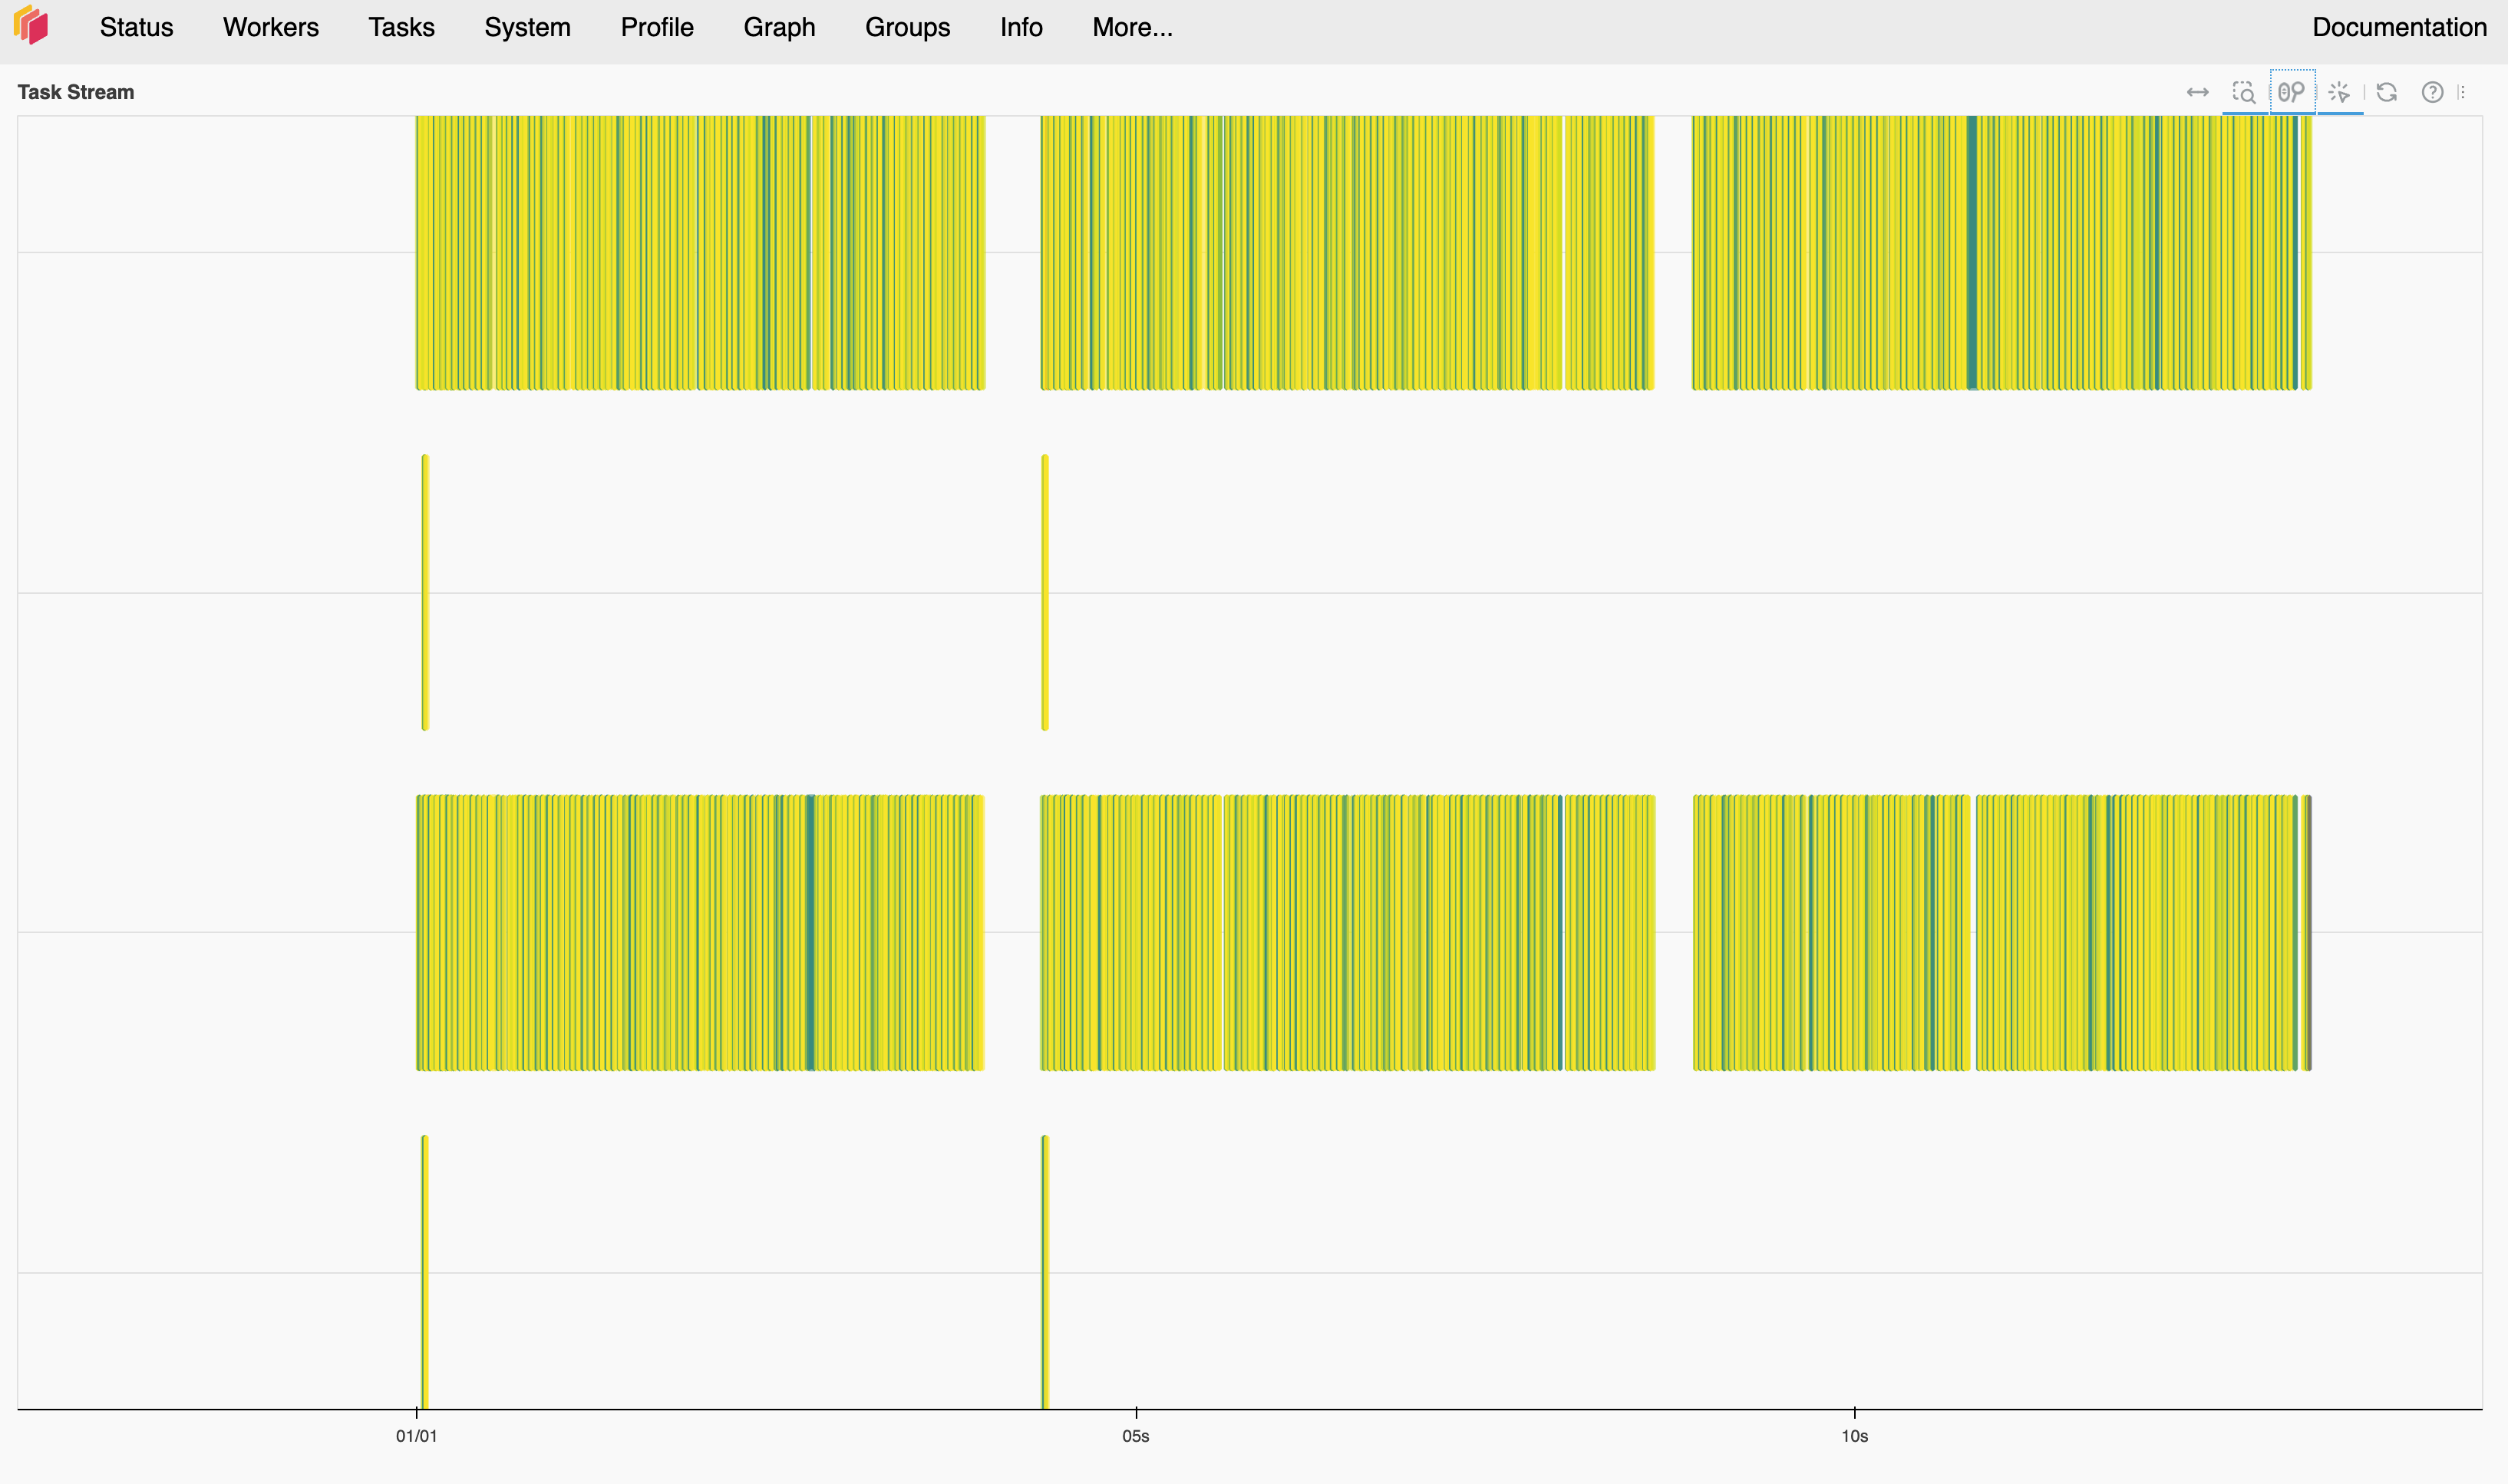 Status Workers Tasks System Profile Graph Groups Info More... Documentation
Task Stream
01/01 05s 10s